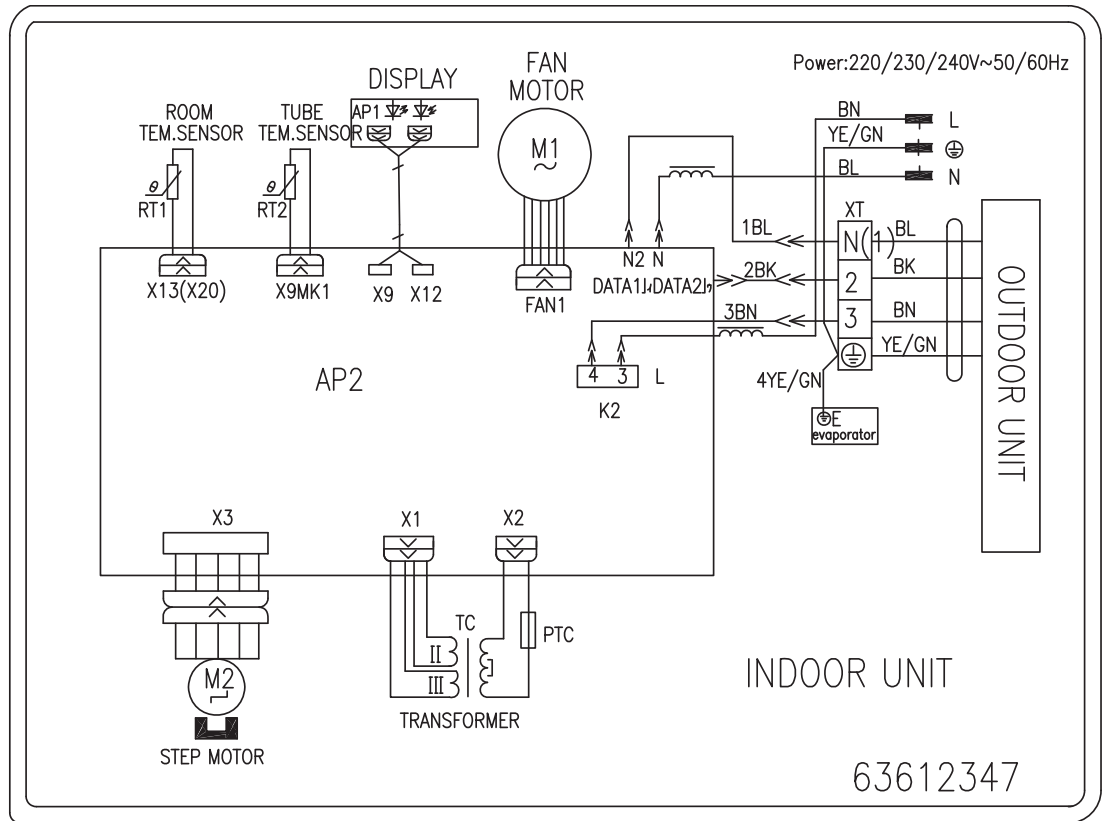 Power:220/230/240V~50/60Hz
FAN
MOTOR
DISPLAY
AP1
ROOM
TEM.SENSOR
TUBE
TEM.SENSOR
RT1
RT2
θ
θ
M1
~
BN
L
YE/GN
BL
N
XT
1BL
N(1)
BL
N2 N
DATA1
DATA2
2BK
2
BK
3BN
3
BN
YE/GN
4YE/GN
E
evaporator
OUTDOOR UNIT
X13(X20)
X9MK1
X9
X12
FAN1
AP2
4
3
L
K2
X3
X1
X2
TC
PTC
II
III
TRANSFORMER
M2
STEP MOTOR
INDOOR UNIT
63612347